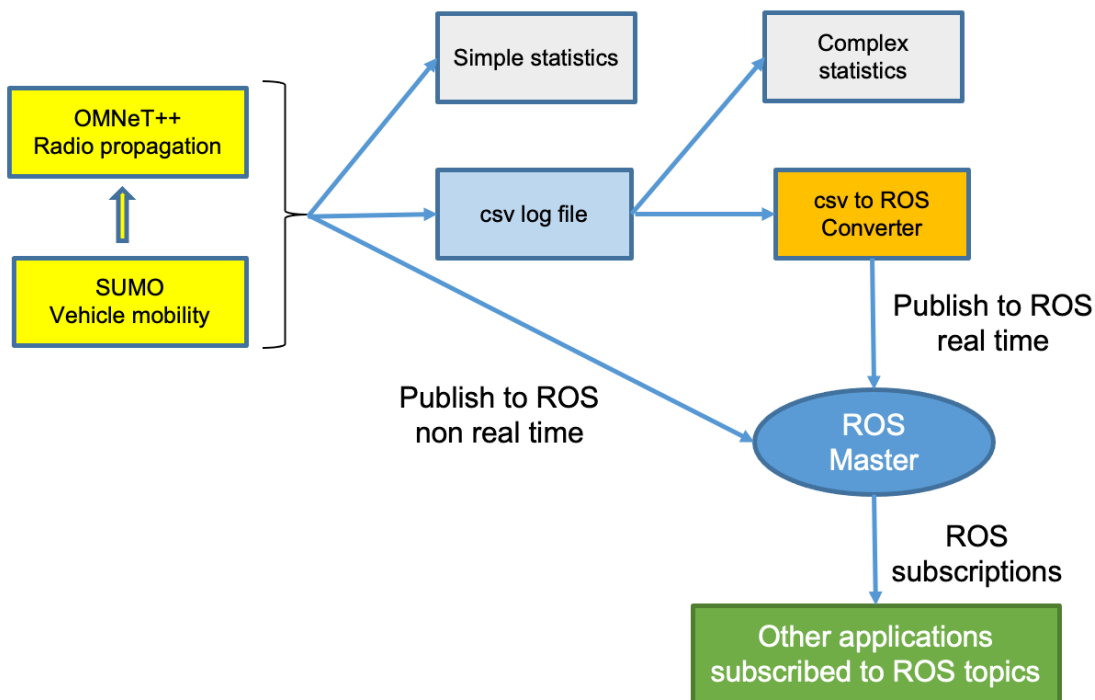 Simple statistics
Complex
statistics
OMNeT++
Radio propagation
csv log file
csv to ROS
Converter
SUMO
Vehicle mobility
Publish to ROS
real time
Publish to ROS
non real time
ROS
Master
ROS
subscriptions
Other applications
subscribed to ROS topics